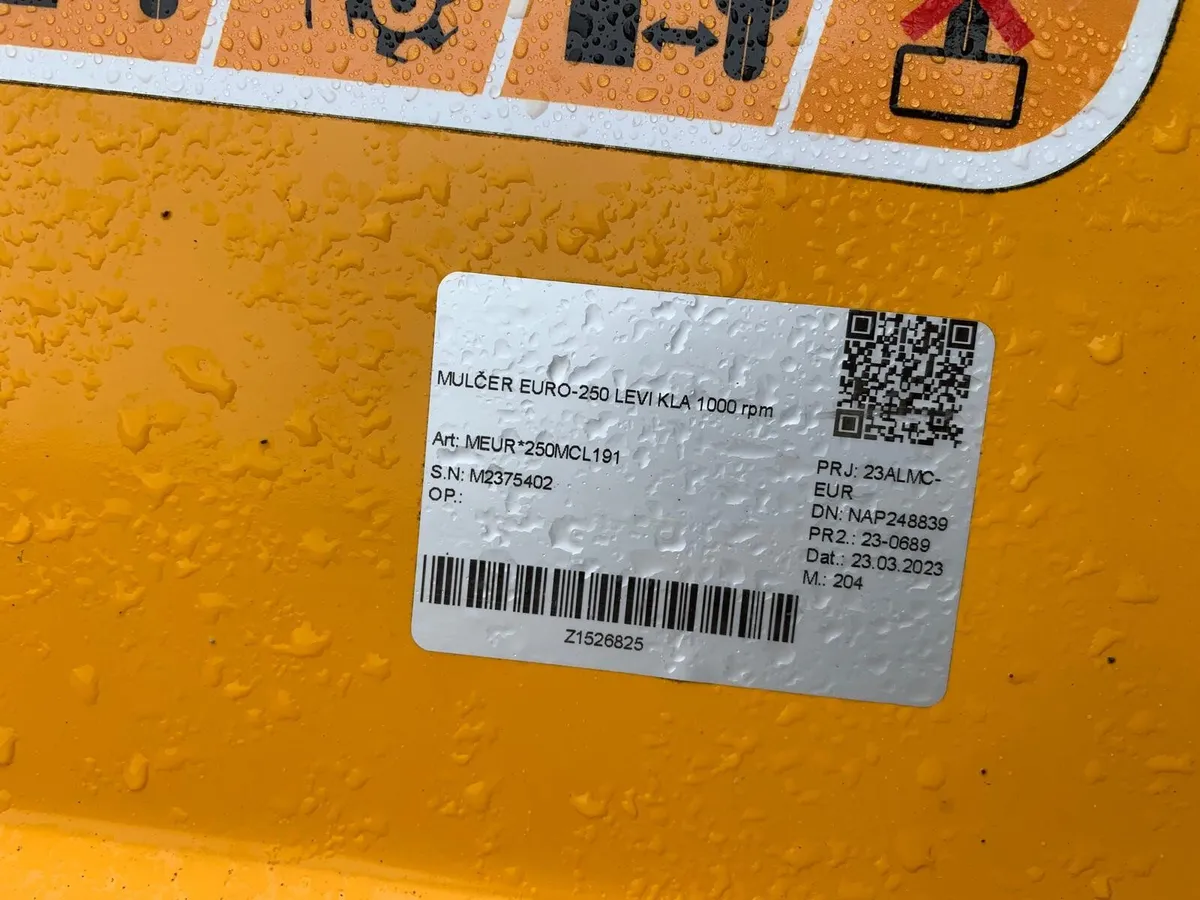 MULČER EURO-250 LEVI KLA 1000 rpm
Art: MEUR*250MCL191
S.N: M2375402
OP.:
PRJ: 23ALMC-
EUR
DN: NAP248839
PR2.: 23-0689
Dat.: 23.03.2023
M.: 204
Z1526825